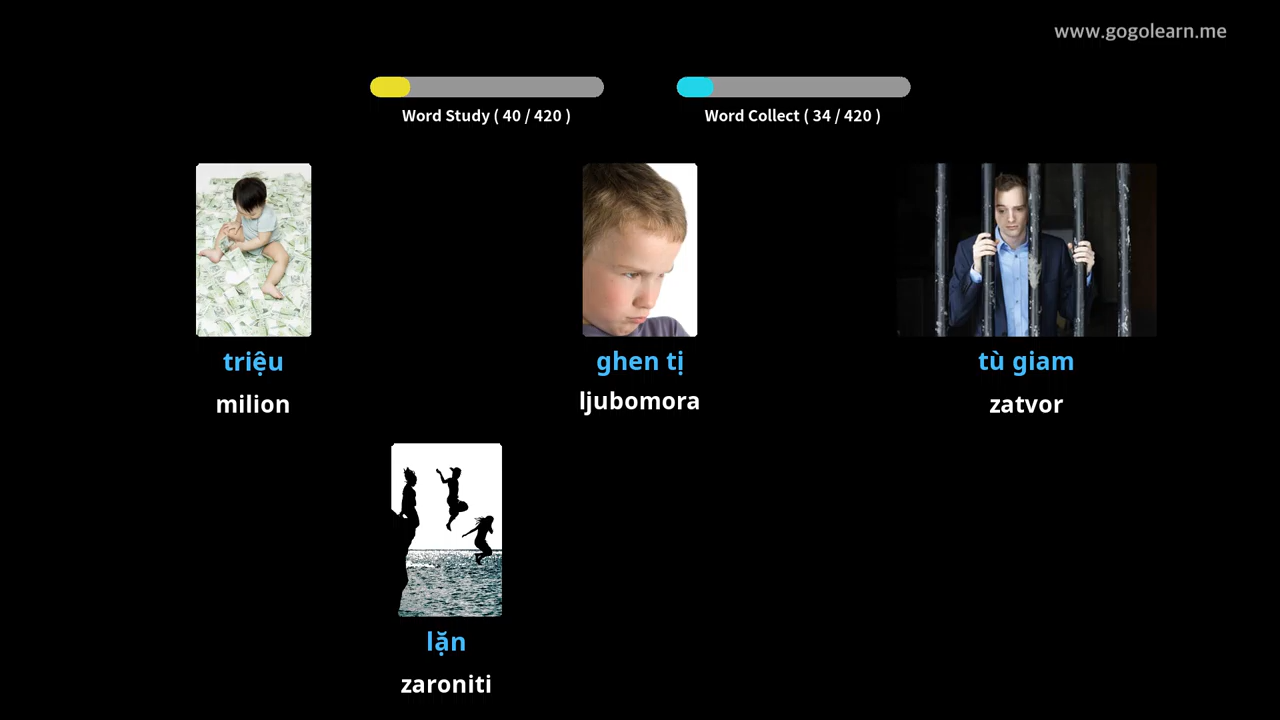 www.gogolearn.me
Word Study ( 40 / 420 )
Word Collect ( 34 / 420 )
triệu
ghen tị
tù giam
milion
ljubomora
zatvor
lặn
zaroniti